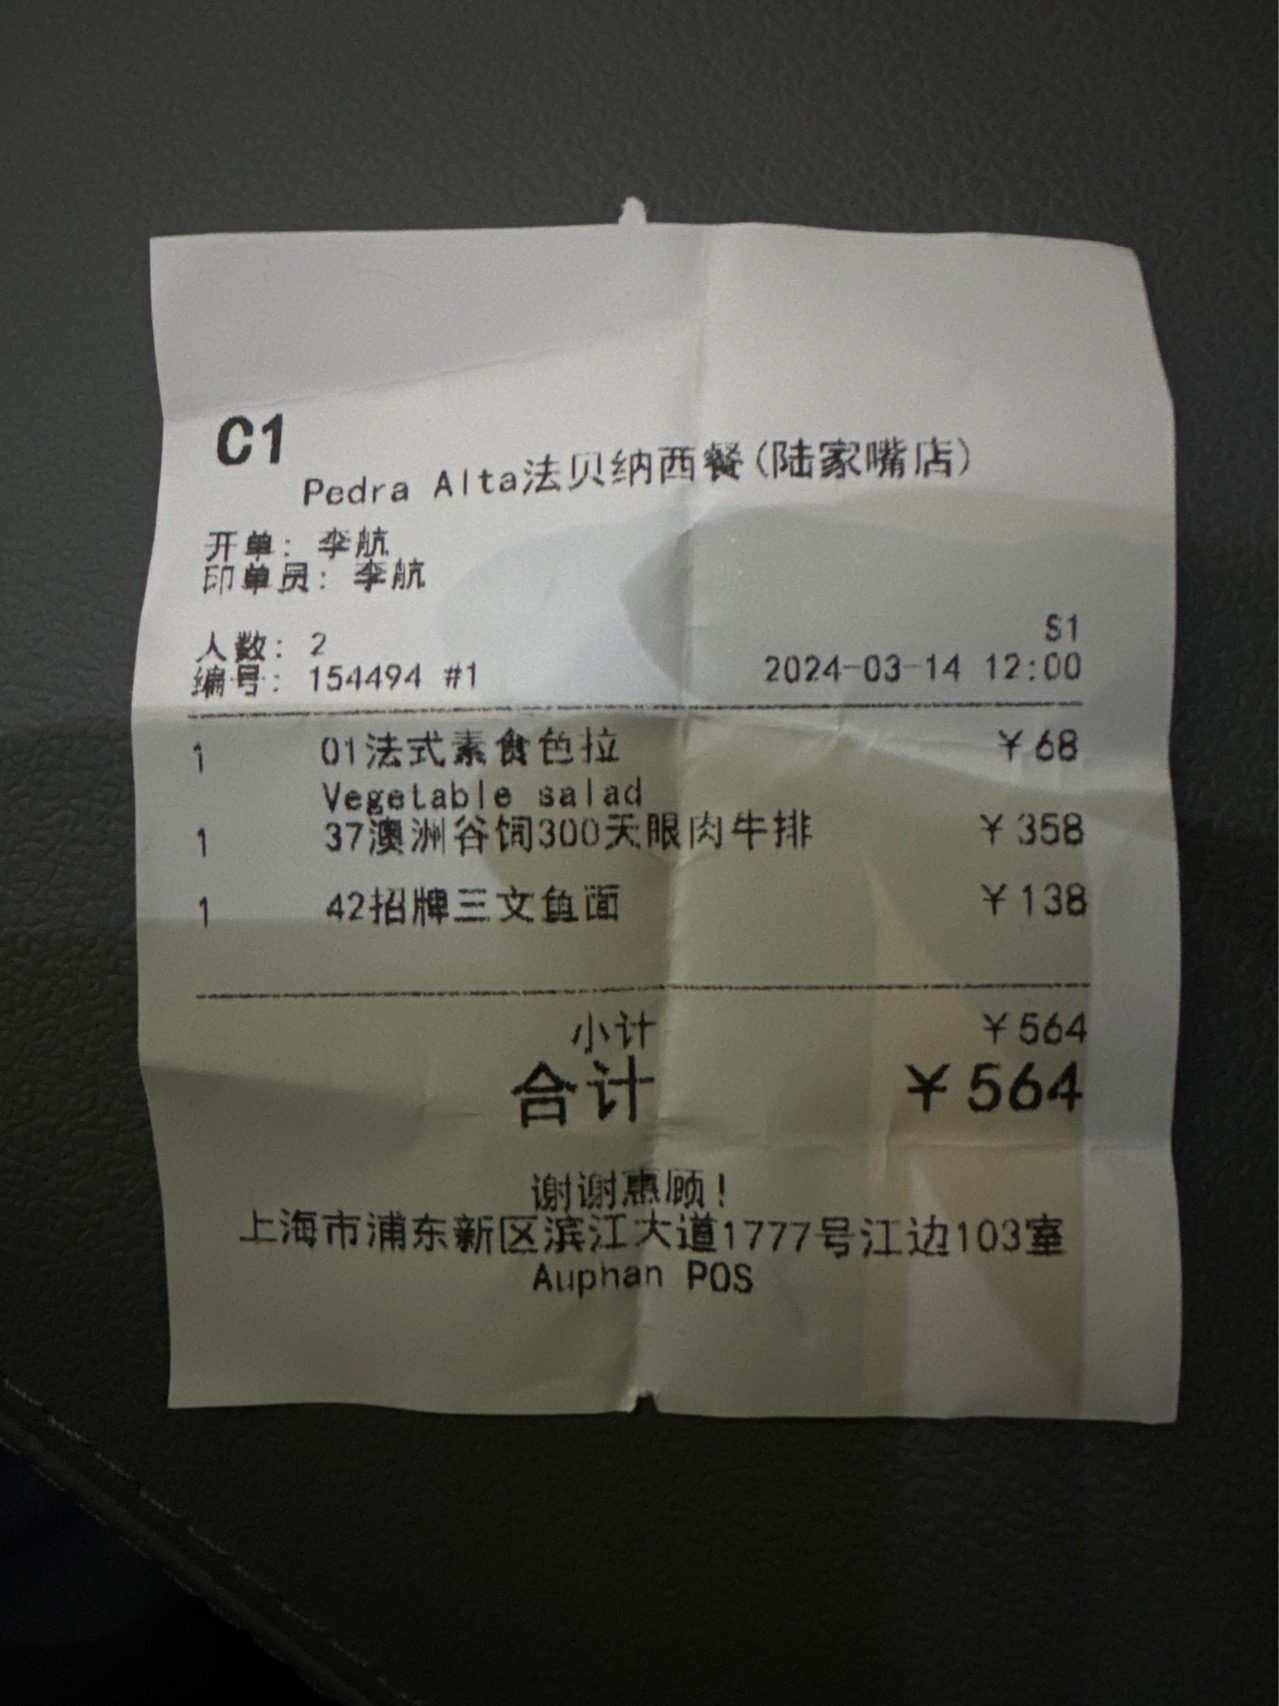 C1
Pedra Alta法贝纳西餐(陆家嘴店)
开单: 李航
印单员: 李航
人数: 2
S1
编号: 154494 #1 2024-03-14 12:00
1 01法式素食色拉 ¥68
Vegetable salad
1 37澳洲谷饲300天眼肉牛排 ¥358
1 42招牌三文鱼面 ¥138
小计 ¥564
合计 ¥564
谢谢惠顾!
上海市浦东新区滨江大道1777号江边103室
Auphan POS